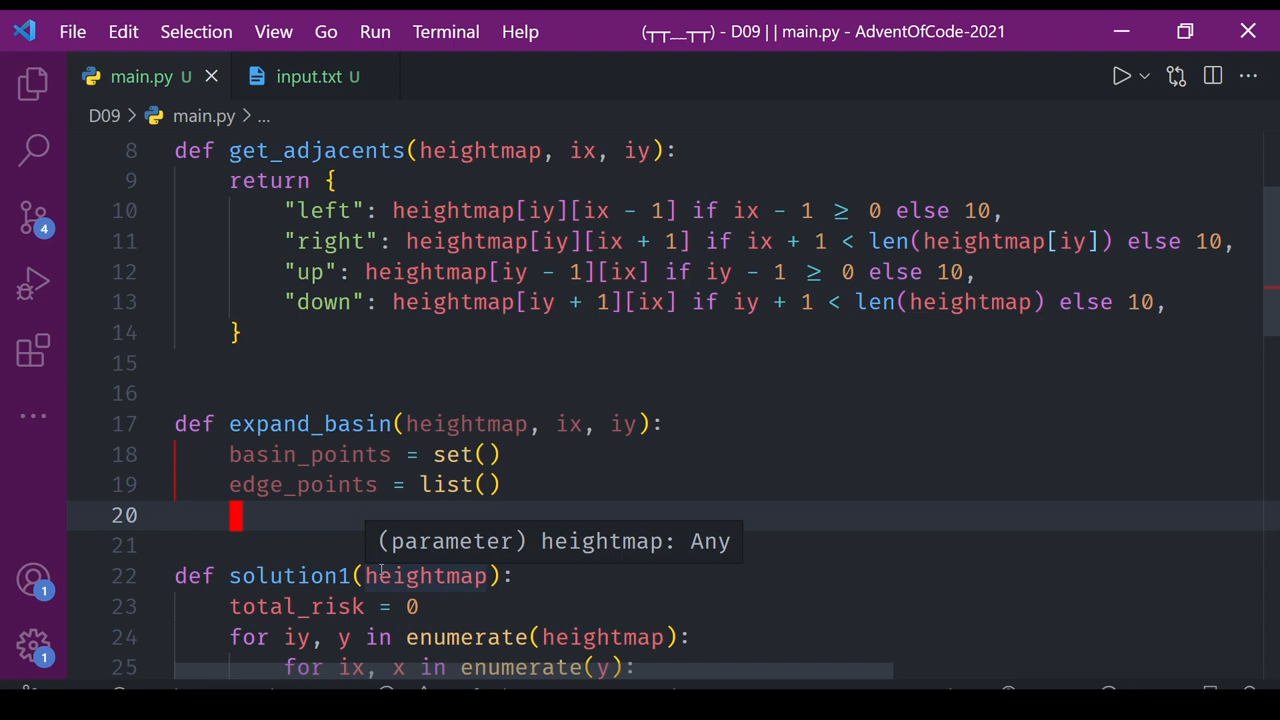 File Edit Selection View Go Run Terminal Help (┬┬__┬┬) - D09 | | main.py - AdventOfCode-2021
main.py U input.txt U
D09 > main.py > ...
8 def get_adjacents(heightmap, ix, iy):
9 return {
10 "left": heightmap[iy][ix - 1] if ix - 1 ≥ 0 else 10,
11 "right": heightmap[iy][ix + 1] if ix + 1 < len(heightmap[iy]) else 10,
12 "up": heightmap[iy - 1][ix] if iy - 1 ≥ 0 else 10,
13 "down": heightmap[iy + 1][ix] if iy + 1 < len(heightmap) else 10,
14 }
15
16
17 def expand_basin(heightmap, ix, iy):
18 basin_points = set()
19 edge_points = list()
20
21 (parameter) heightmap: Any
22 def solution1(heightmap):
23 total_risk = 0
24 for iy, y in enumerate(heightmap):
25 for ix, x in enumerate(y):
4
1
1